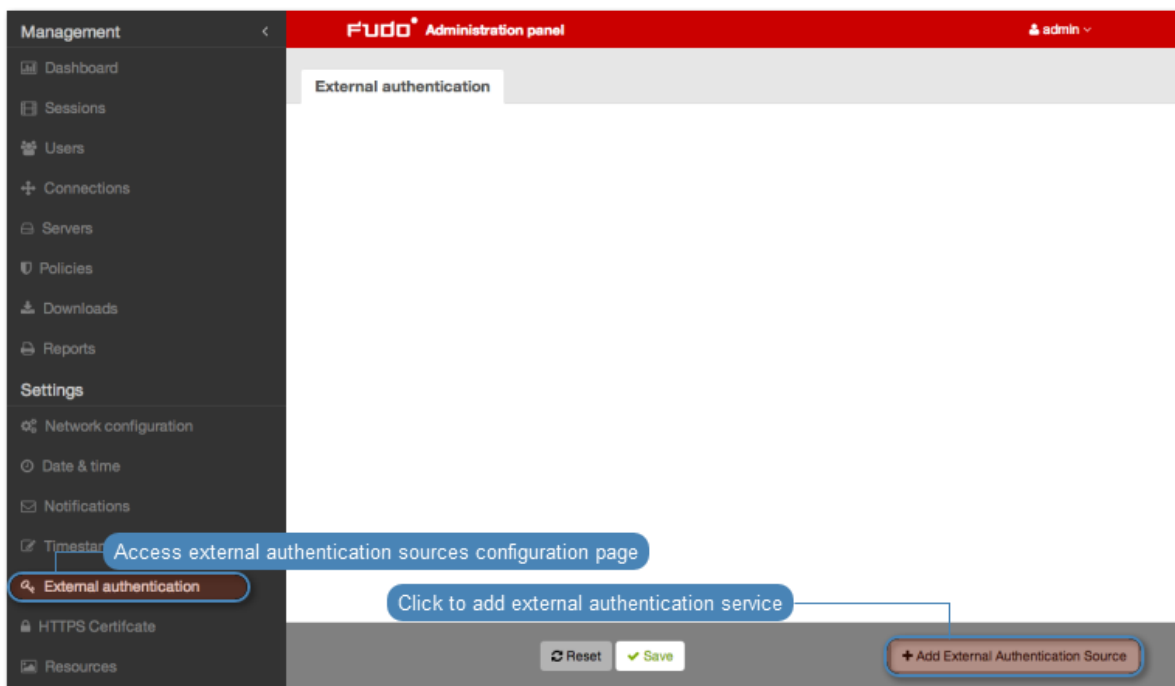 Management
FUDO Administration panel
admin
Dashboard
External authentication
Sessions
Users
Connections
Servers
Policies
Downloads
Reports
Settings
Network configuration
Date & time
Notifications
Access external authentication sources configuration page
External authentication
Click to add external authentication service
HTTPS Certifcate
Reset
Save
+ Add External Authentication Source
Resources